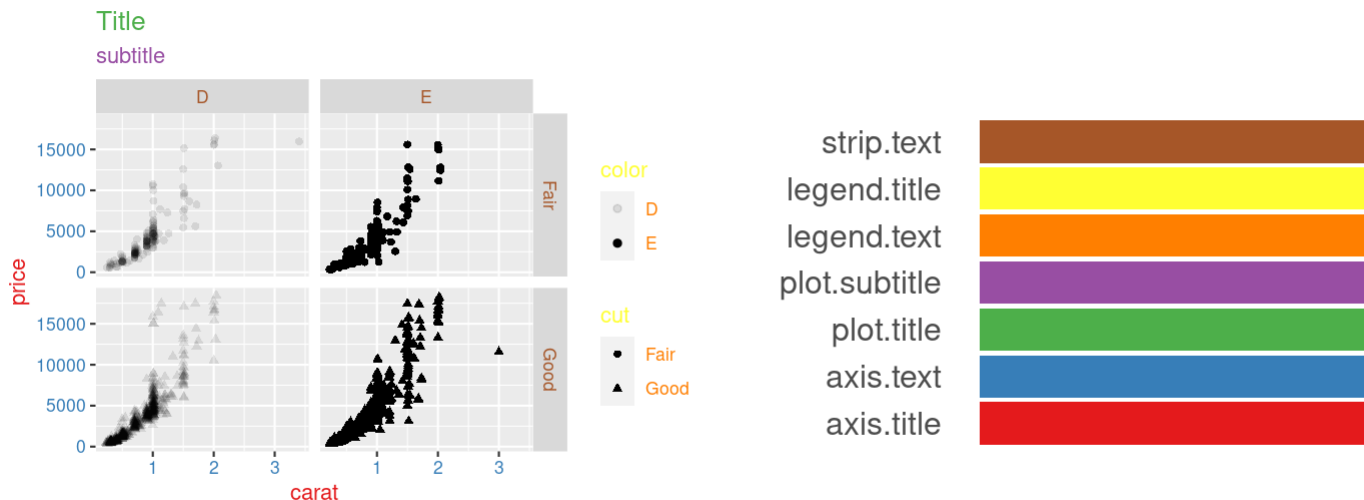 Title
subtitle
D
E
15000
10000
5000
0
Fair
price
15000
10000
5000
0
Good
1
2
3
1
2
3
carat
color
D
E
cut
Fair
Good
strip.text
legend.title
legend.text
plot.subtitle
plot.title
axis.text
axis.title